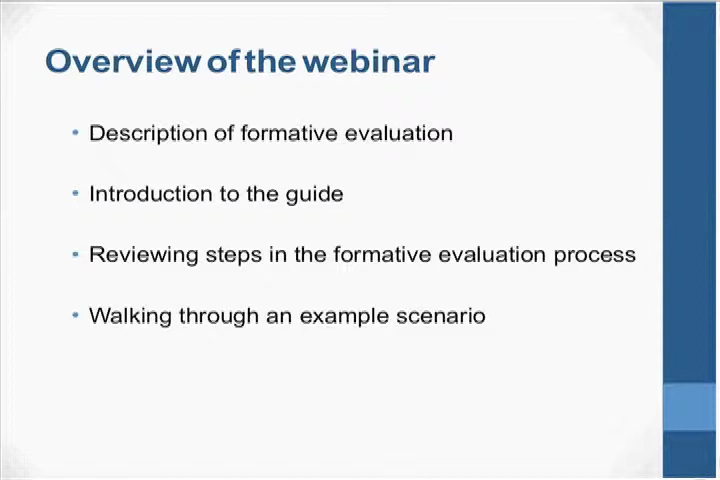 Overview of the webinar
• Description of formative evaluation
• Introduction to the guide
• Reviewing steps in the formative evaluation process
• Walking through an example scenario